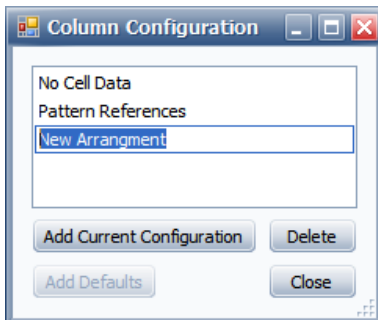 Column Configuration
No Cell Data
Pattern References
New Arrangment
Add Current Configuration Delete
Add Defaults Close